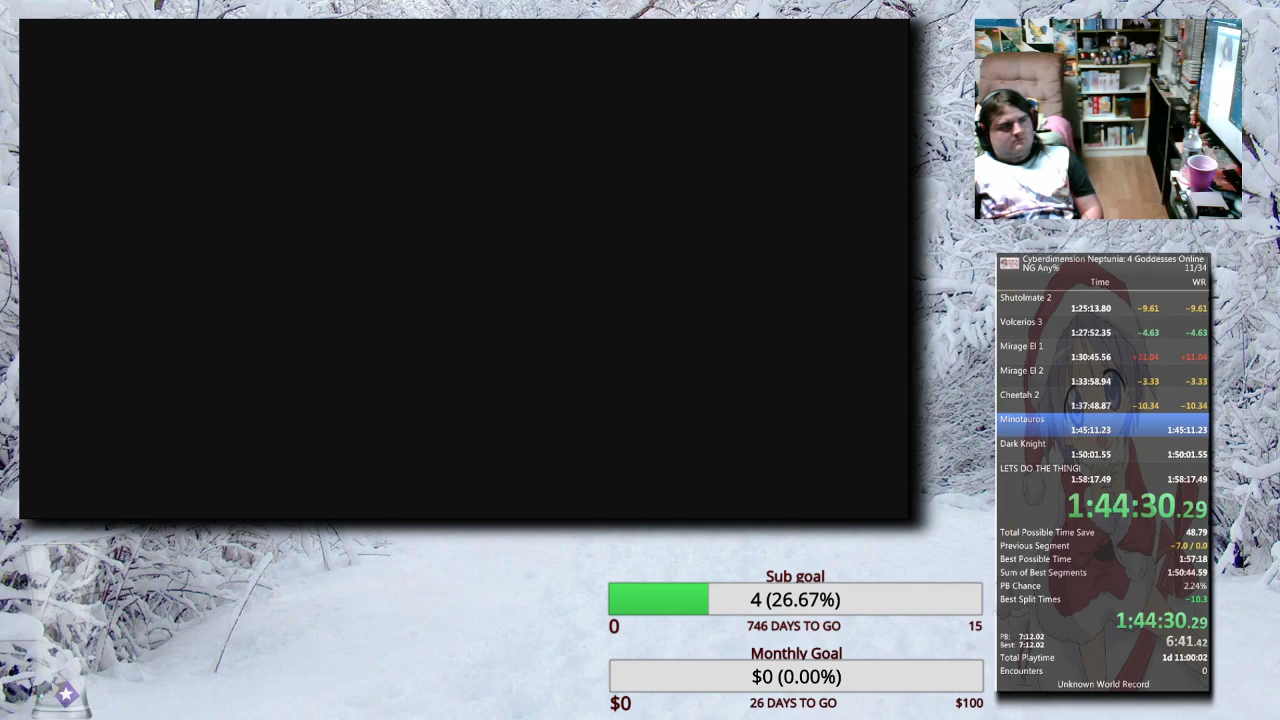 Cyberdimension Neptunia: 4 Goddesses Online
NG Any% 11/34
Time WR
Shutolmate 2
1:25:13.80 −9.61 −9.61
Volcerios 3
1:27:52.35 −4.63 −4.63
Mirage El 1
1:30:45.56 +11.04 +11.04
Mirage El 2
1:33:58.94 −3.33 −3.33
Cheetah 2
1:37:48.87 −10.34 −10.34
Minotauros
1:45:11.23 1:45:11.23
Dark Knight
1:50:01.55 1:50:01.55
LETS DO THE THING!
1:58:17.49 1:58:17.49
1:44:30.29
Total Possible Time Save 48.79
Previous Segment −7.0 / 0.0
Best Possible Time 1:57:18
Sum of Best Segments 1:50:44.59
PB Chance 2.24%
Best Split Times −10.3
1:44:30.29
PB: 7:12.02
Best: 7:12.02
6:41.42
Total Playtime 1d 11:00:02
Encounters 0
Unknown World Record
Sub goal
4 (26.67%)
0 746 DAYS TO GO 15
Monthly Goal
$0 (0.00%)
$0 26 DAYS TO GO $100